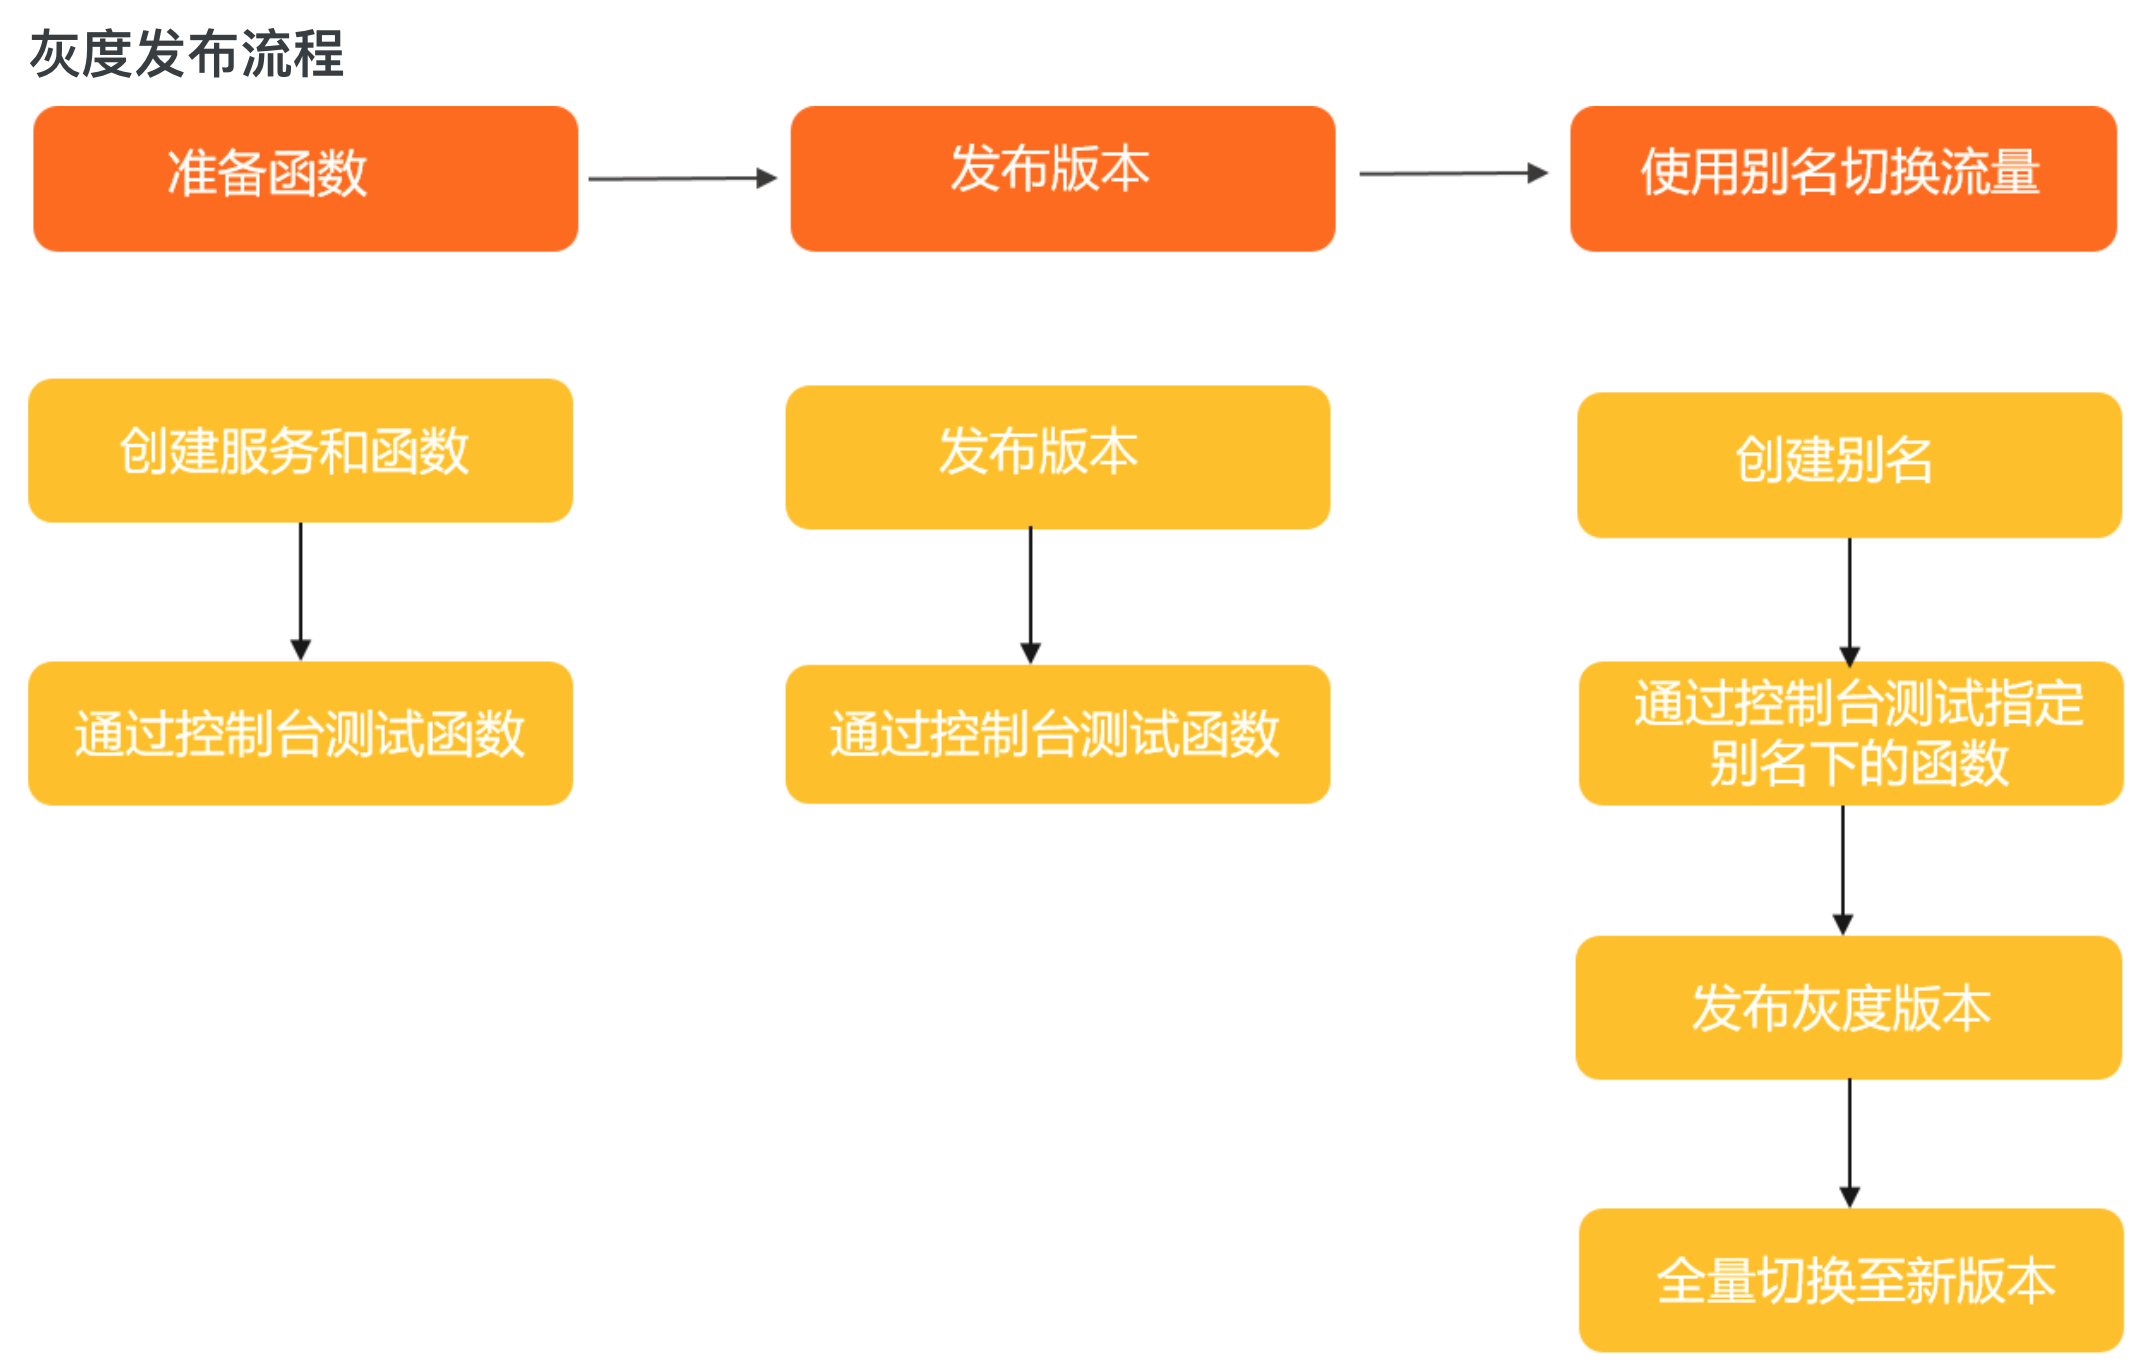 灰度发布流程
准备函数
发布版本
使用别名切换流量
创建服务和函数
发布版本
创建别名
通过控制台测试函数
通过控制台测试函数
通过控制台测试指定
别名下的函数
发布灰度版本
全量切换至新版本